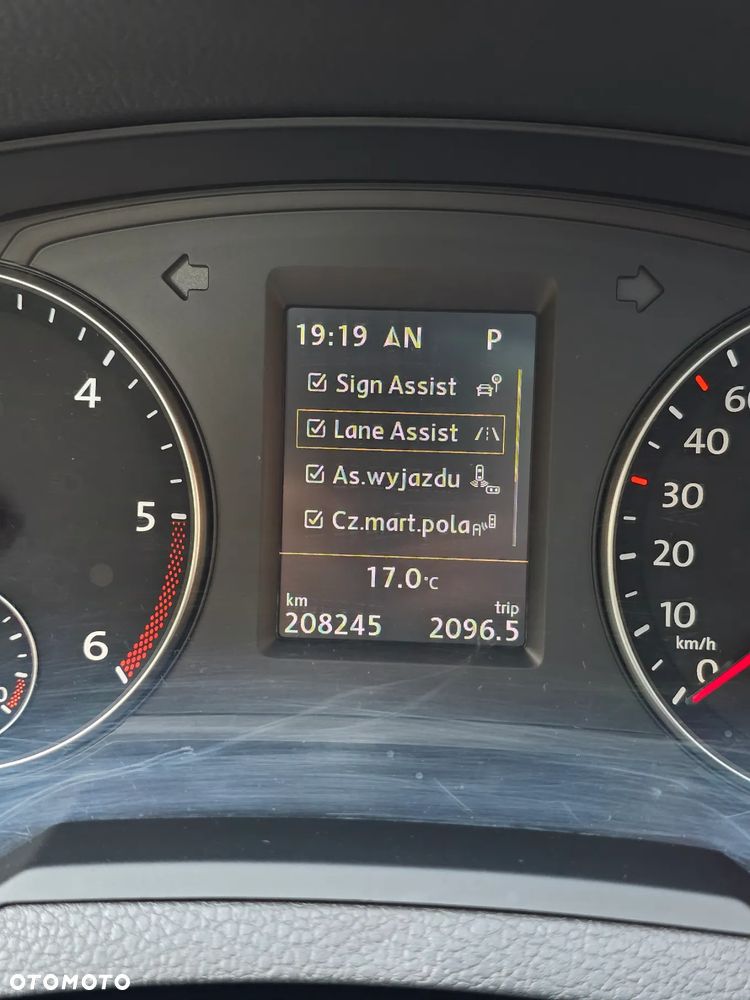 19:19 N P
Sign Assist
Lane Assist
As.wyjazdu
Cz.mart.pola
17.0°C
km trip
208245 2096.5
4
5
6
60
40
30
20
10
km/h
0
OTOMOTO